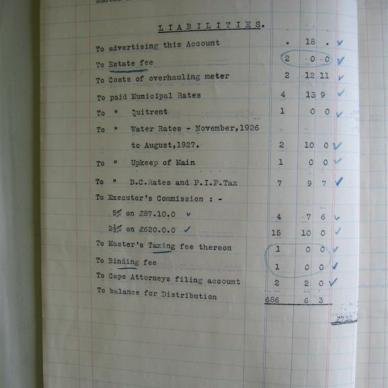 LIABILITIES.
To advertising this Account . 18 .
To Estate fee 2 0 0
To Costs of overhauling meter 2 12 11
To paid Municipal Rates 4 13 9
To " Quitrent 1 0 0
To " Water Rates - November,1926
to August,1927. 2 10 0
To " Upkeep of Main 1 0 0
To " D.C.Rates and P.I.P.Tax 7 9 7
To Executor's Commission : -
5% on £87.10.0 4 7 6
2½% on £620.0.0 15 10 0
To Master's Taxing fee thereon 1 0 0
To Binding fee 1 0 0
To Cape Attorneys filing account 2 2 0
To balance for Distribution 686 6 3